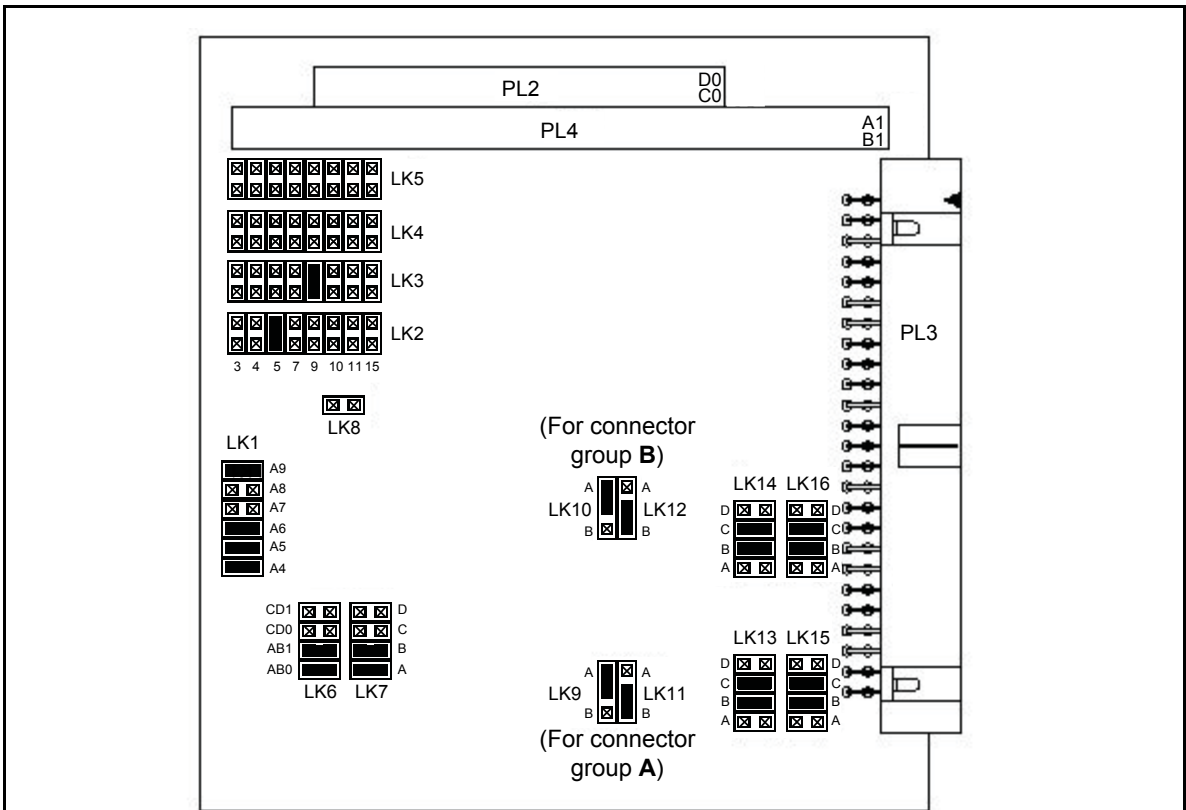 PL2
D0
C0
PL4
A1
B1
LK5
LK4
LK3
LK2
3 4 5 7 9 10 11 15
PL3
LK8
LK1
A9
A8
A7
A6
A5
A4
(For connector
group B)
A A
LK10 LK12
B B
LK14 LK16
D D
C C
B B
A A
CD1 D
CD0 C
AB1 B
AB0 A
LK6 LK7
A A
LK9 LK11
B B
(For connector
group A)
LK13 LK15
D D
C C
B B
A A